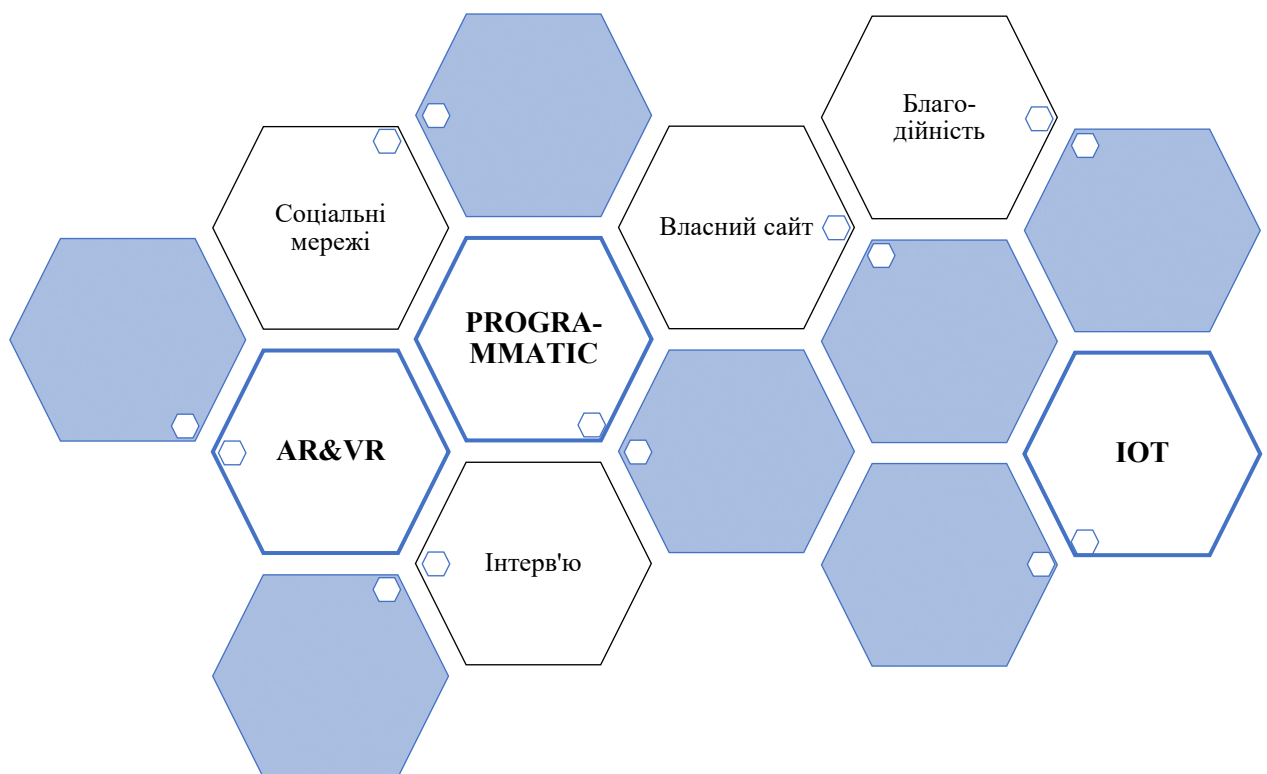 Благо-
дійність
Соціальні
мережі
Власний сайт
PROGRA-
MMATIC
AR&VR
IOT
Інтерв'ю